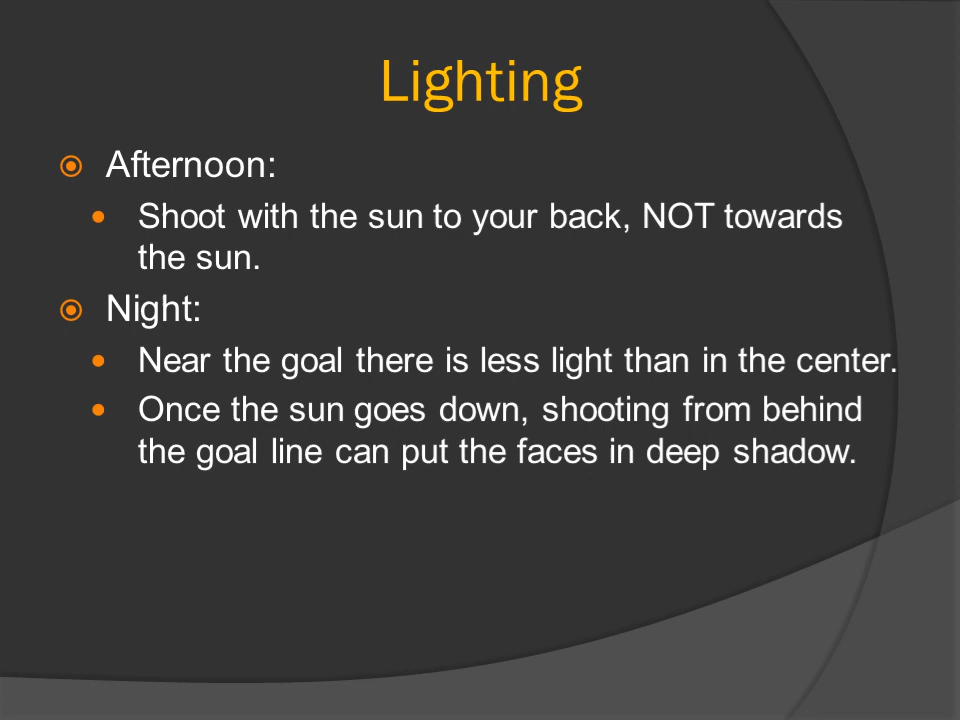 Lighting
Afternoon:
Shoot with the sun to your back, NOT towards
the sun.
Night:
Near the goal there is less light than in the center.
Once the sun goes down, shooting from behind
the goal line can put the faces in deep shadow.